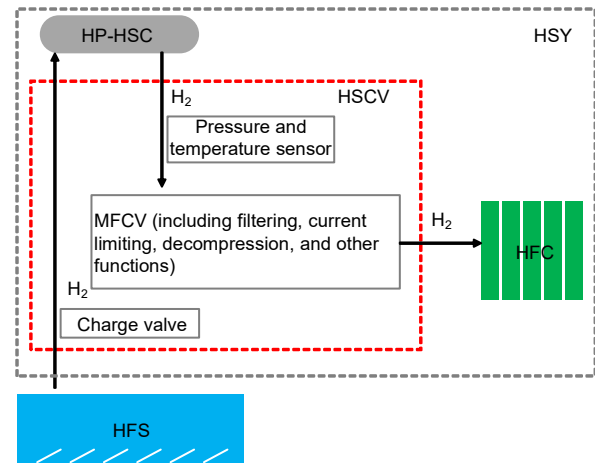 HP-HSC
HSY
H₂
HSCV
Pressure and
temperature sensor
MFCV (including filtering, current
limiting, decompression, and other
functions)
H₂
HFC
H₂
Charge valve
HFS